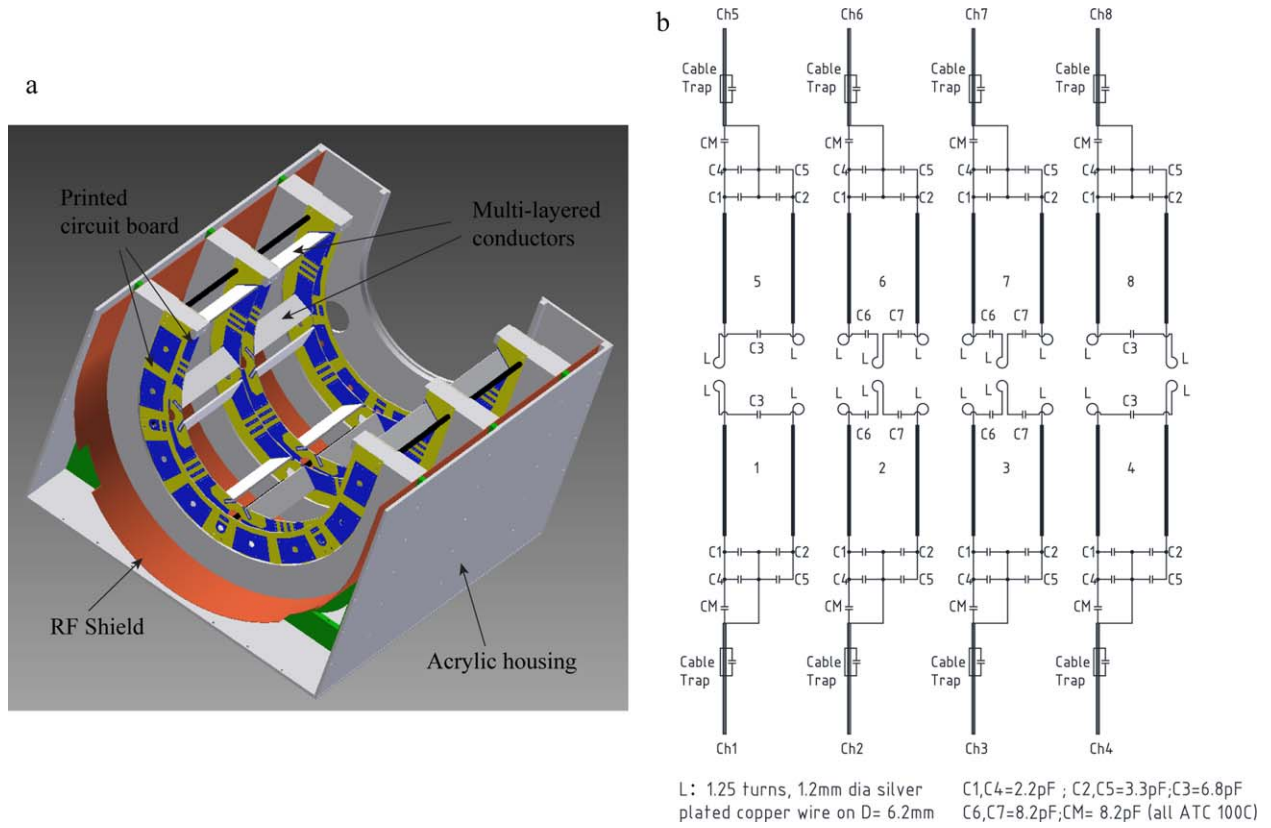 a
Printed
circuit board
Multi-layered
conductors
RF Shield
Acrylic housing
b
Ch5 Ch6 Ch7 Ch8
Cable Cable Cable Cable
Trap Trap Trap Trap
CM CM CM CM
C4 C5 C4 C5 C4 C5 C4 C5
C1 C2 C1 C2 C1 C2 C1 C2
5 6 7 8
C6 C7 C6 C7
C3 C3
L L L L L L L L L L
L L L L
C3 C3
L L L L L L
C6 C7 C6 C7
1 2 3 4
C1 C2 C1 C2 C1 C2 C1 C2
C4 C5 C4 C5 C4 C5 C4 C5
CM CM CM CM
Cable Cable Cable Cable
Trap Trap Trap Trap
Ch1 Ch2 Ch3 Ch4
L: 1.25 turns, 1.2mm dia silver
plated copper wire on D= 6.2mm
C1,C4=2.2pF ; C2,C5=3.3pF;C3=6.8pF
C6,C7=8.2pF;CM= 8.2pF (all ATC 100C)